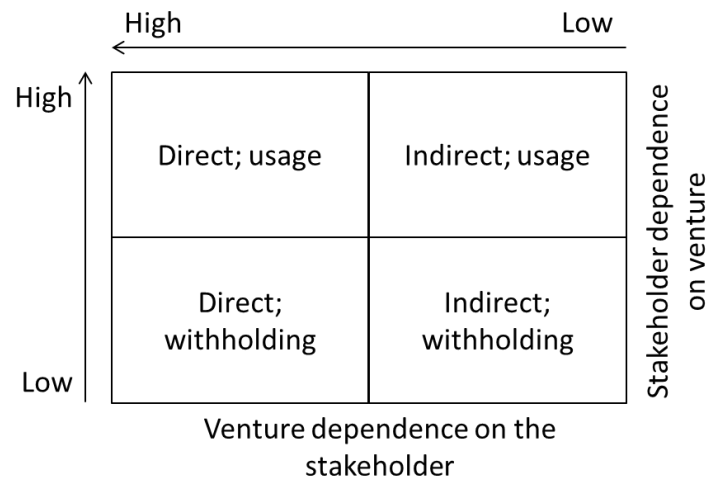 High Low
High
Direct; usage Indirect; usage
Stakeholder dependence
on venture
Direct; Indirect;
withholding withholding
Low
Venture dependence on the
stakeholder